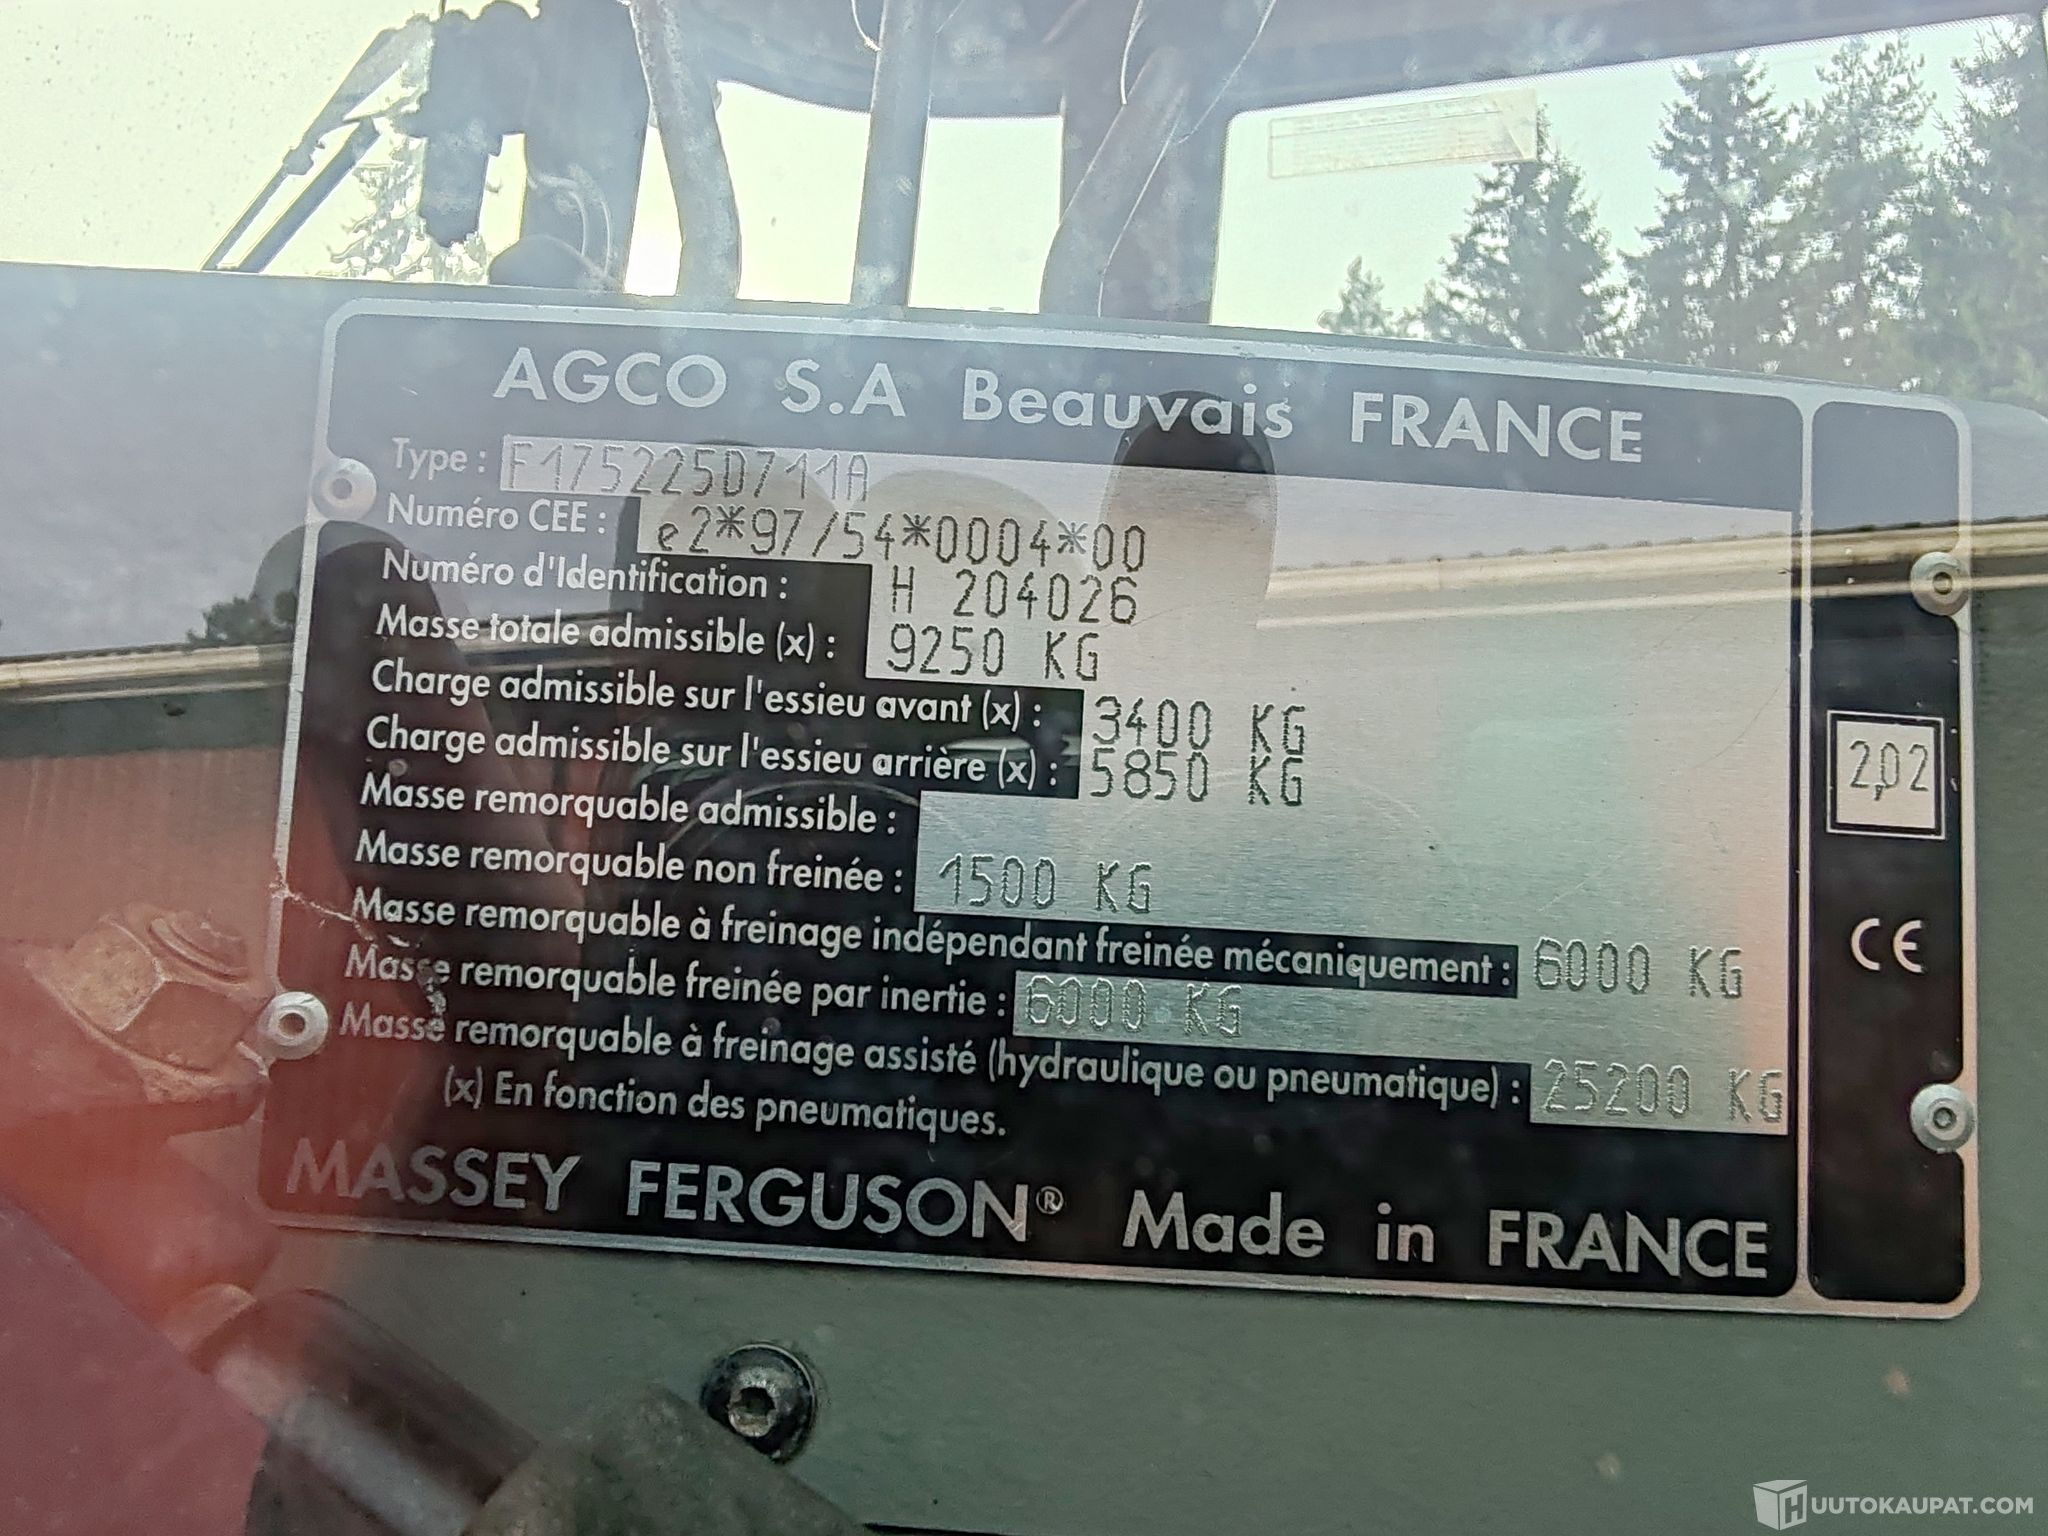 AGCO S.A Beauvais FRANCE
Type : F175225D711A
Numéro CEE : e2*97/54*0004*00
Numéro d'Identification : H 204026
Masse totale admissible (x) : 9250 KG
Charge admissible sur l'essieu avant (x) : 3400 KG
Charge admissible sur l'essieu arrière (x) : 5850 KG
Masse remorquable admissible :
Masse remorquable non freinée : 1500 KG
Masse remorquable à freinage indépendant freinée mécaniquement : 6000 KG
Masse remorquable freinée par inertie : 6000 KG
Masse remorquable à freinage assisté (hydraulique ou pneumatique) : 25200 KG
(x) En fonction des pneumatiques.
MASSEY FERGUSON® Made in FRANCE
2,02
CE
HUUTOKAUPAT.COM